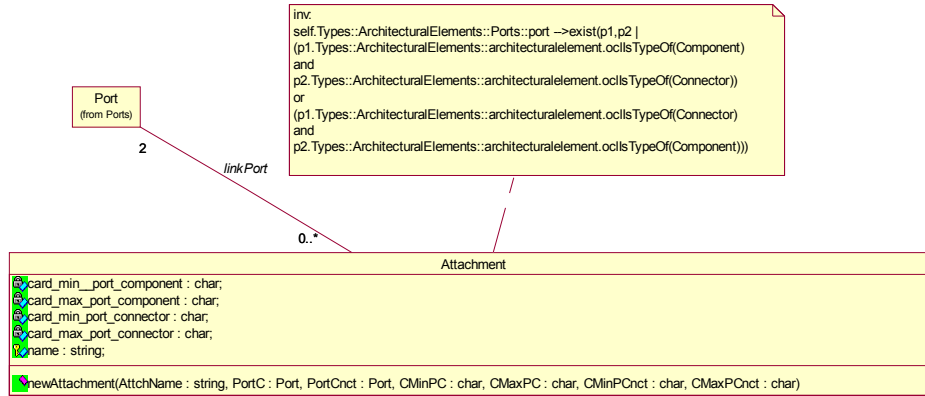 inv:
self.Types::ArchitecturalElements::Ports::port -->exist(p1,p2 |
(p1.Types::ArchitecturalElements::architecturalelement.oclIsTypeOf(Component)
and
p2.Types::ArchitecturalElements::architecturalelement.oclIsTypeOf(Connector))
or
(p1.Types::ArchitecturalElements::architecturalelement.oclIsTypeOf(Connector)
and
p2.Types::ArchitecturalElements::architecturalelement.oclIsTypeOf(Component)))
Port
(from Ports)
2
linkPort
0..*
Attachment
card_min__port_component : char;
card_max_port_component : char;
card_min_port_connector : char;
card_max_port_connector : char;
name : string;
newAttachment(AttchName : string, PortC : Port, PortCnct : Port, CMinPC : char, CMaxPC : char, CMinPCnct : char, CMaxPCnct : char)